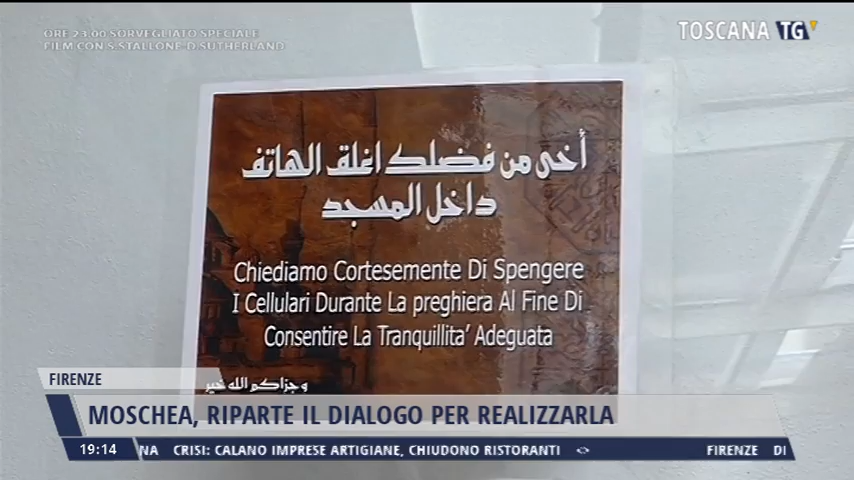 ORE 23.00 SORVEGLIATO SPECIALE
FILM CON S.STALLONE-D.SUTHERLAND
TOSCANA TG
أخي من فضلك اغلق الهاتف
داخل المسجد
Chiediamo Cortesemente Di Spengere
I Cellulari Durante La preghiera Al Fine Di
Consentire La Tranquillita' Adeguata
وجزاكم الله خير
FIRENZE
MOSCHEA, RIPARTE IL DIALOGO PER REALIZZARLA
19:14 NA CRISI: CALANO IMPRESE ARTIGIANE, CHIUDONO RISTORANTI FIRENZE DI